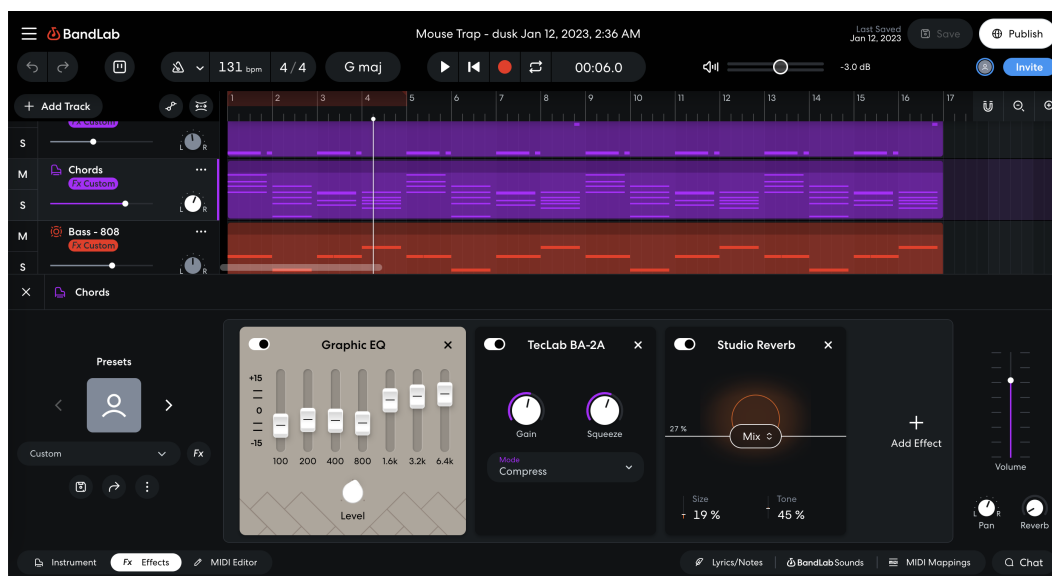 BandLab
Mouse Trap - dusk Jan 12, 2023, 2:36 AM
Last Saved
Jan 12, 2023
Save
Publish
131 bpm
4 / 4
G maj
00:06.0
-3.0 dB
Invite
+ Add Track
1 2 3 4 5 6 7 8 9 10 11 12 13 14 15 16 17
Fx Custom
S
L R
M
Chords
Fx Custom
S
L R
M
Bass - 808
Fx Custom
S
L R
Chords
Presets
Custom
Fx
Graphic EQ
+15
0
-15
100 200 400 800 1.6k 3.2k 6.4k
Level
TecLab BA-2A
Gain
Squeeze
Mode
Compress
Studio Reverb
27 %
Mix
Size
19 %
Tone
45 %
Add Effect
Volume
L R
Pan
Reverb
Instrument
Fx Effects
MIDI Editor
Lyrics/Notes
BandLab Sounds
MIDI Mappings
Chat